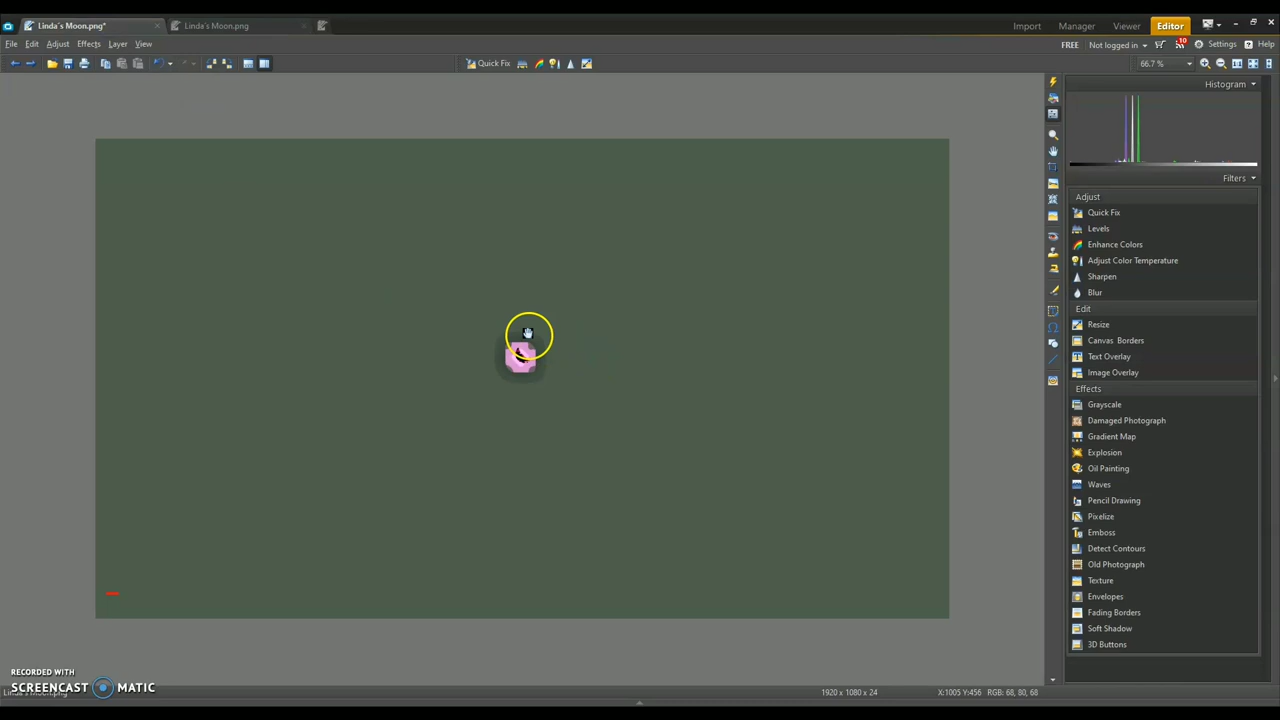 Linda's Moon.png*
Linda's Moon.png
Import
Manager
Viewer
Editor
File
Edit
Adjust
Effects
Layer
View
FREE
Not logged in
10
Settings
Help
Quick Fix
66.7 %
Histogram
Filters
Adjust
Quick Fix
Levels
Enhance Colors
Adjust Color Temperature
Sharpen
Blur
Edit
Resize
Canvas Borders
Text Overlay
Image Overlay
Effects
Grayscale
Damaged Photograph
Gradient Map
Explosion
Oil Painting
Waves
Pencil Drawing
Pixelize
Emboss
Detect Contours
Old Photograph
Texture
Envelopes
Fading Borders
Soft Shadow
3D Buttons
RECORDED WITH
SCREENCAST MATIC
Linda's Moon.png
1920 x 1080 x 24
X:1005 Y:456
RGB: 68, 80, 68